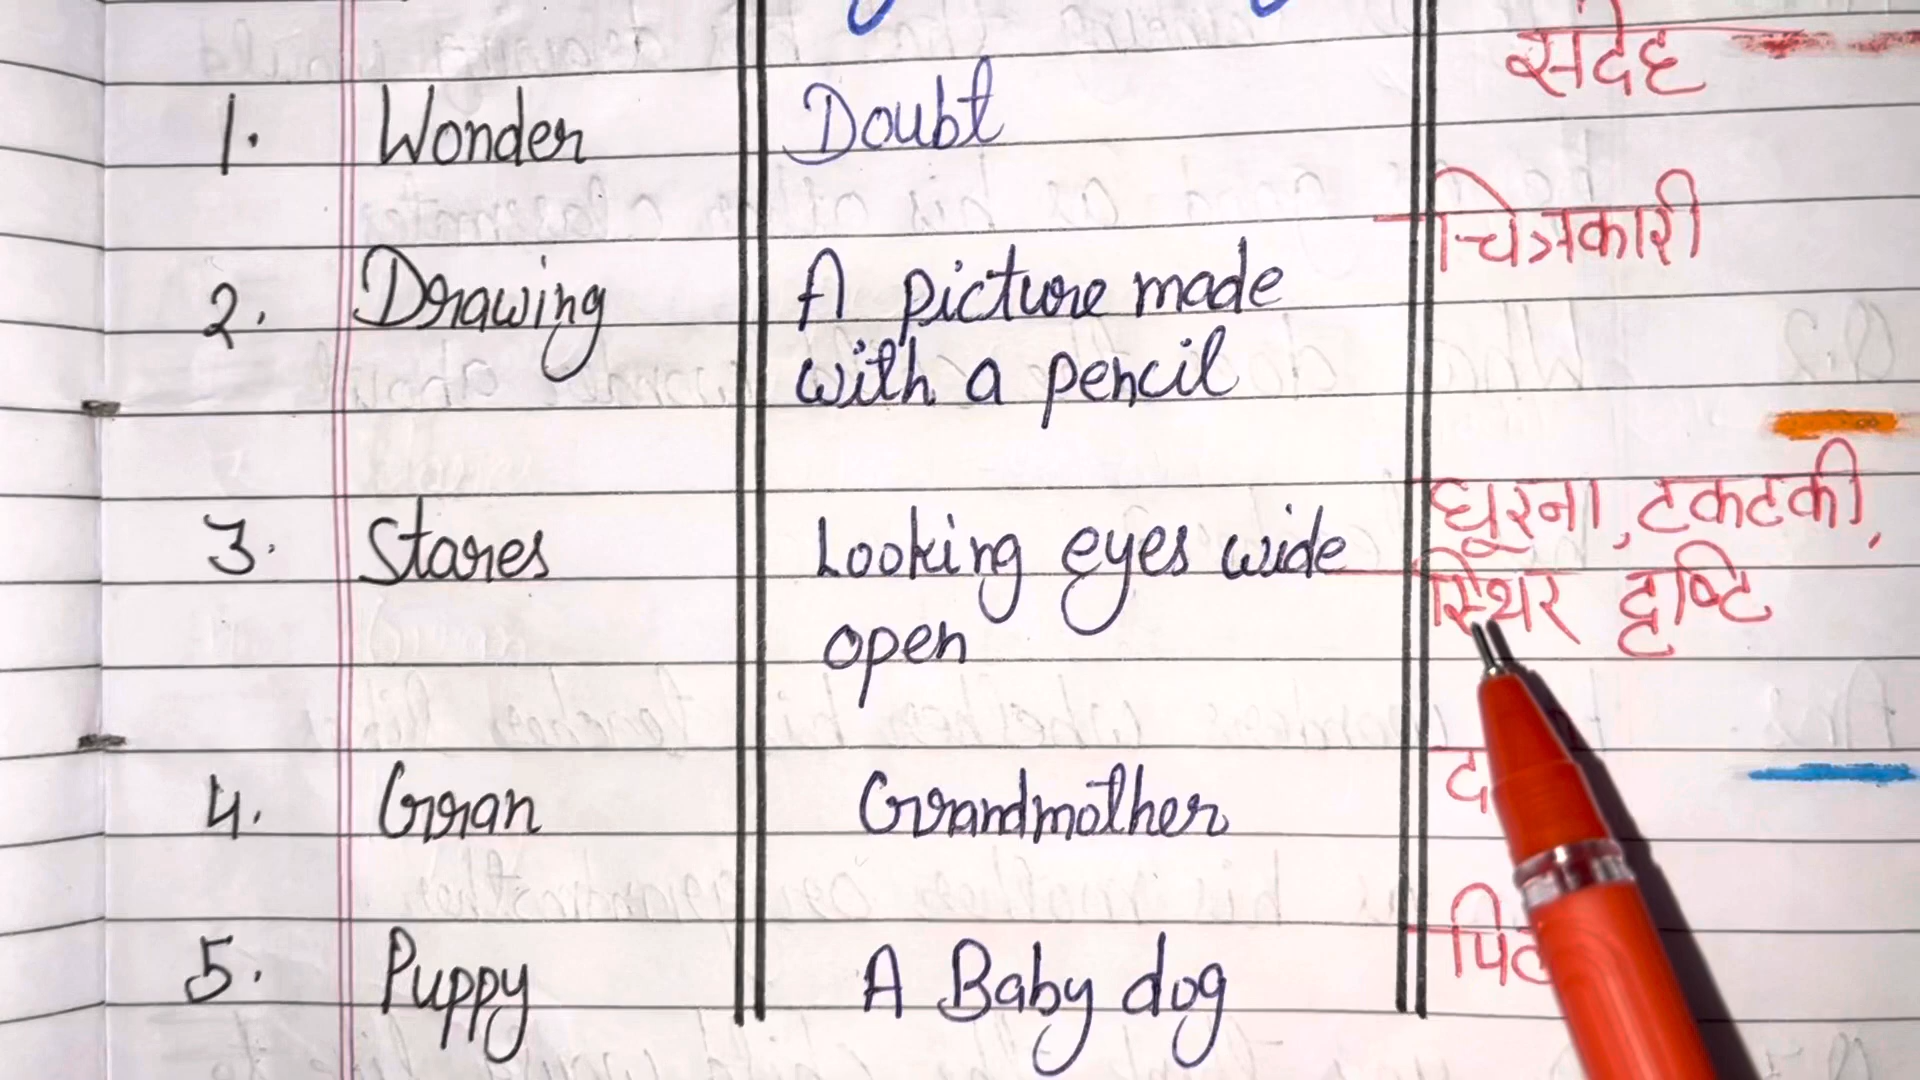 संदेह
1. Wonder Doubt
चित्रकारी
2. Drawing A picture made
with a pencil
घूरना, टकटकी,
3. Stares Looking eyes wide
स्थिर दृष्टि
open
4. Gran Grandmother
5. Puppy A Baby dog